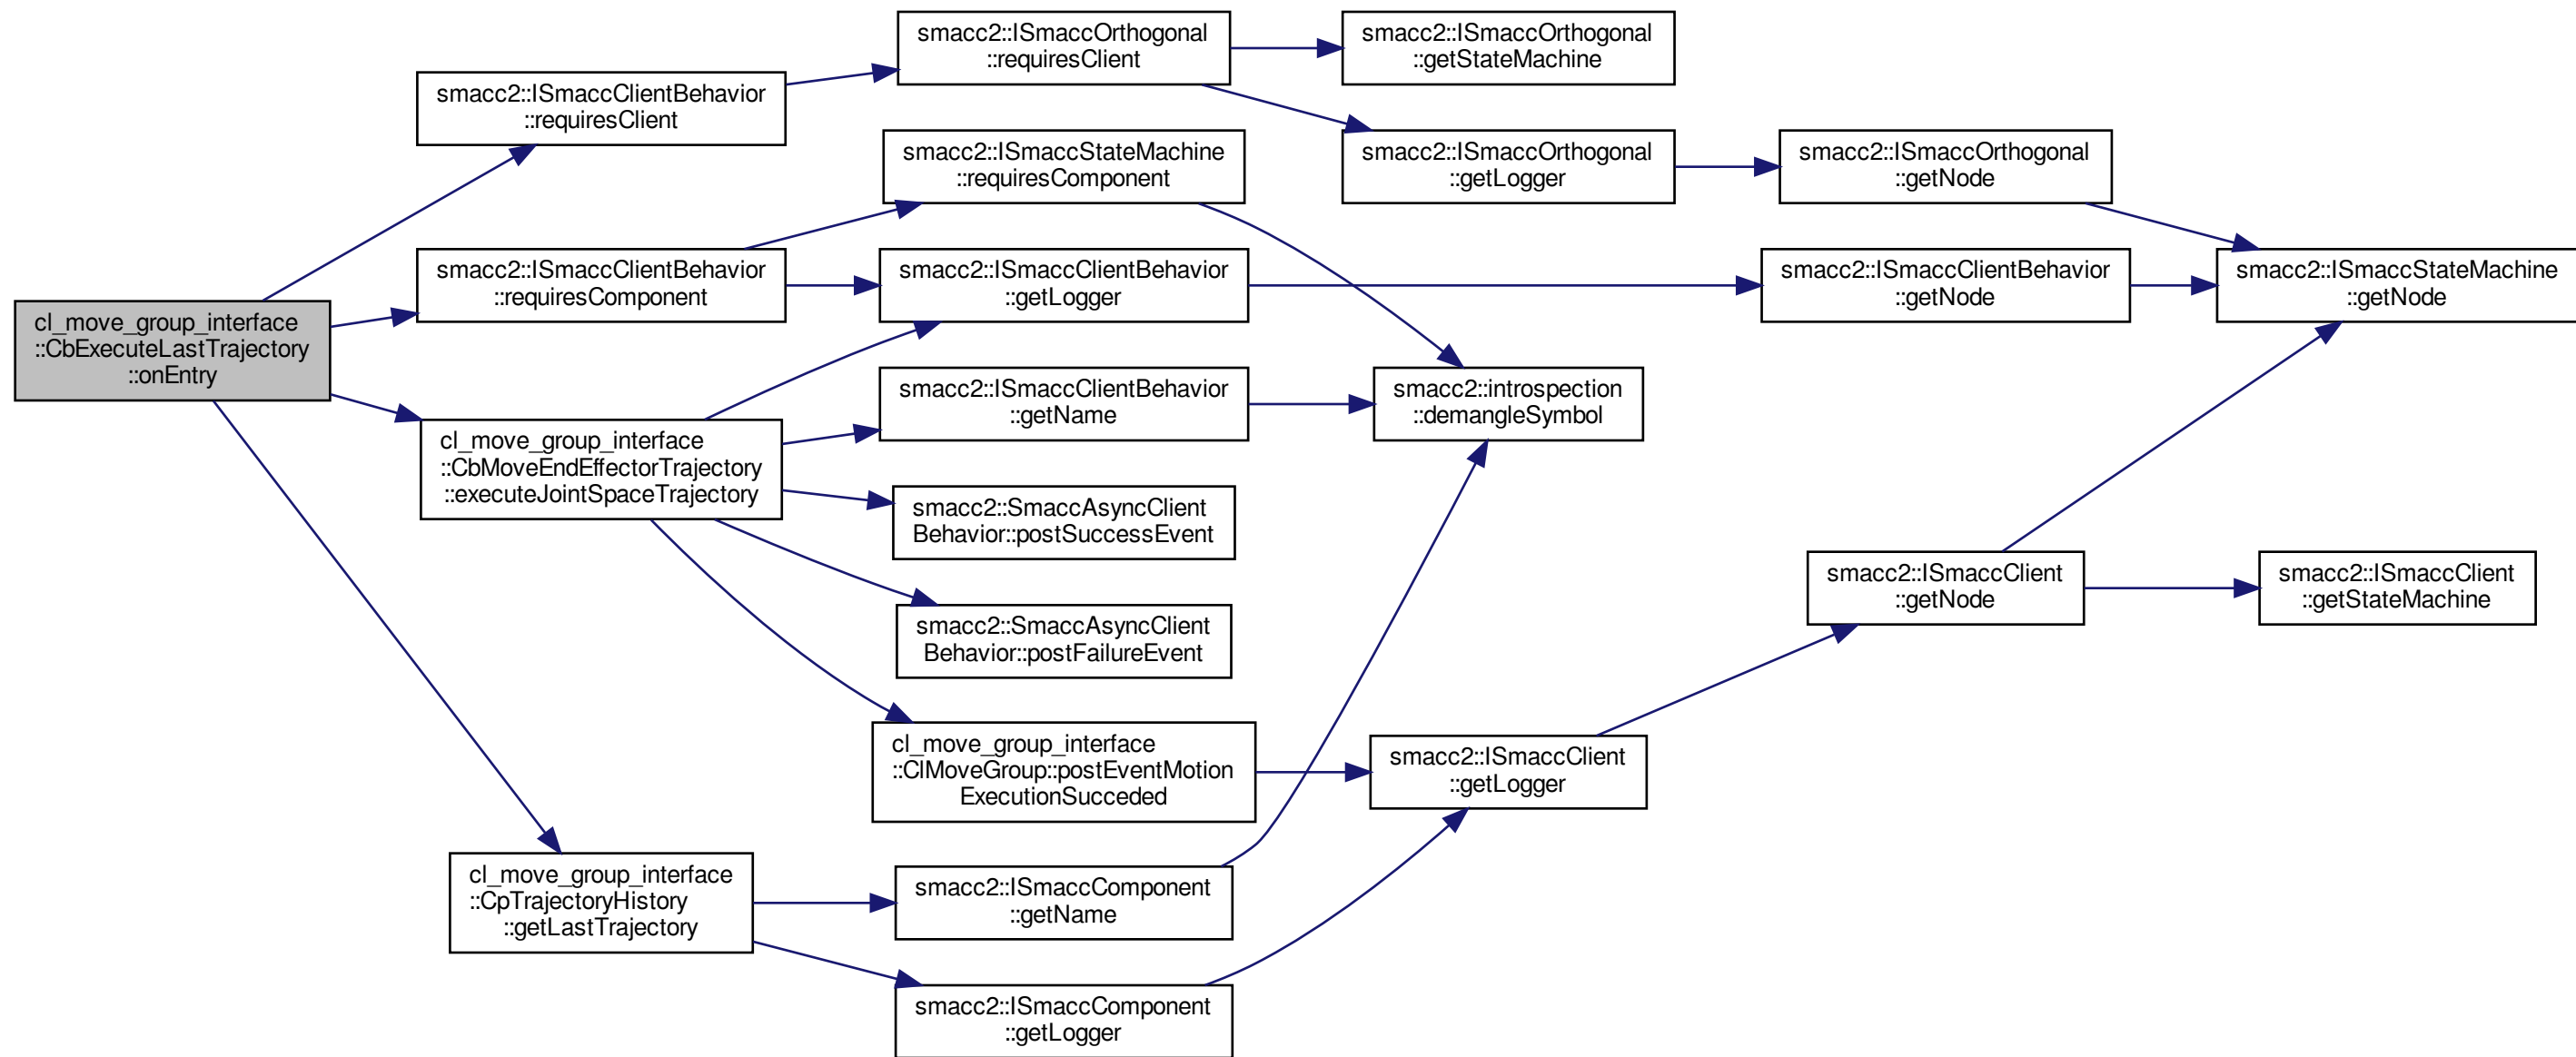 smacc2::ISmaccOrthogonal
::requiresClient
smacc2::ISmaccOrthogonal
::getStateMachine
smacc2::ISmaccClientBehavior
::requiresClient
smacc2::ISmaccStateMachine
::requiresComponent
smacc2::ISmaccOrthogonal
::getLogger
smacc2::ISmaccOrthogonal
::getNode
cl_move_group_interface
::CbExecuteLastTrajectory
::onEntry
smacc2::ISmaccClientBehavior
::requiresComponent
smacc2::ISmaccClientBehavior
::getLogger
smacc2::ISmaccClientBehavior
::getNode
smacc2::ISmaccStateMachine
::getNode
cl_move_group_interface
::CbMoveEndEffectorTrajectory
::executeJointSpaceTrajectory
smacc2::ISmaccClientBehavior
::getName
smacc2::introspection
::demangleSymbol
smacc2::SmaccAsyncClient
Behavior::postSuccessEvent
smacc2::SmaccAsyncClient
Behavior::postFailureEvent
smacc2::ISmaccClient
::getNode
smacc2::ISmaccClient
::getStateMachine
cl_move_group_interface
::ClMoveGroup::postEventMotion
ExecutionSucceded
smacc2::ISmaccClient
::getLogger
cl_move_group_interface
::CpTrajectoryHistory
::getLastTrajectory
smacc2::ISmaccComponent
::getName
smacc2::ISmaccComponent
::getLogger